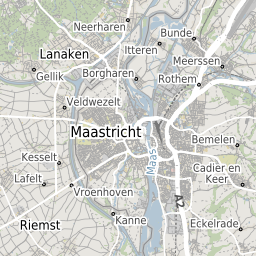 Neerharen
Bunde
Itteren
Lanaken
Meerssen
Gellik
Borgharen
Rothem
Veldwezelt
Maastricht
Bemelen
Maas
Kesselt
Cadier en
Keer
Lafelt
Vroenhoven
A2
Kanne
Riemst
Eckelrade